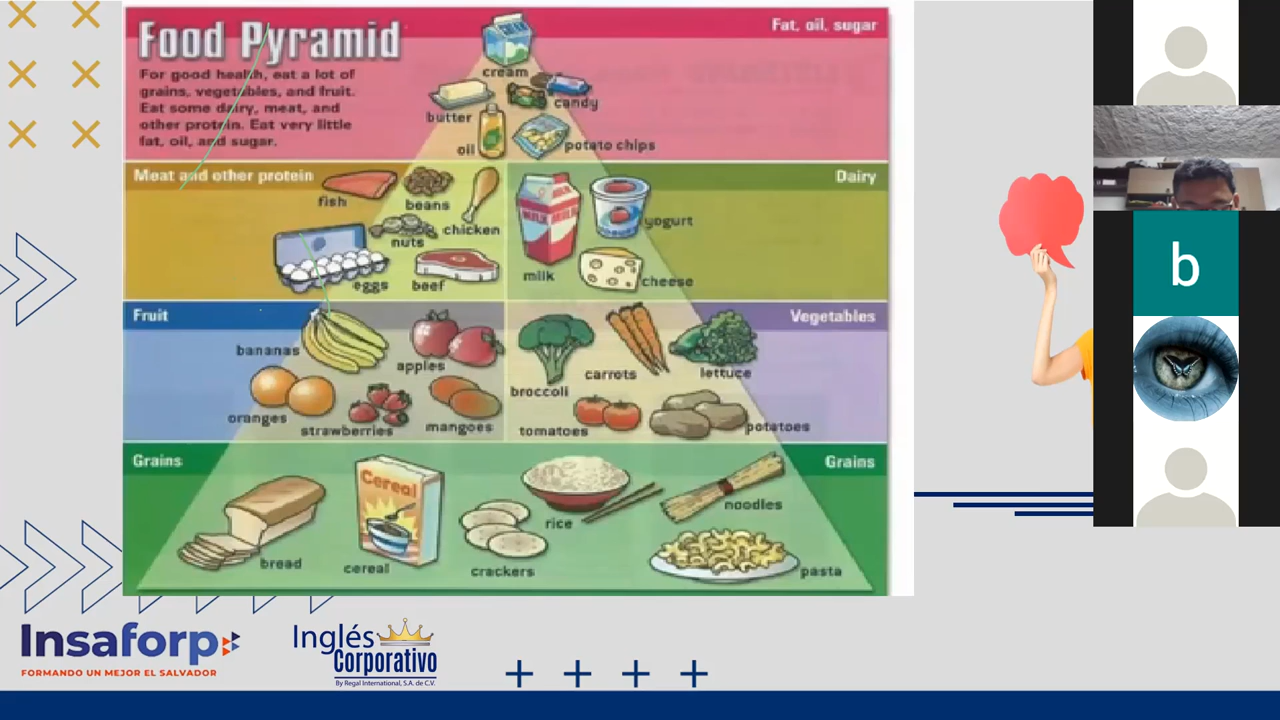 Food Pyramid
For good health, eat a lot of
grains, vegetables, and fruit.
Eat some dairy, meat, and
other protein. Eat very little
fat, oil, and sugar.
Fat, oil, sugar
cream
butter
candy
oil
potato chips
Meat and other protein
Dairy
fish
beans
chicken
nuts
eggs
beef
MILK
milk
yogurt
cheese
Fruit
Vegetables
bananas
apples
oranges
strawberries
mangoes
broccoli
carrots
lettuce
tomatoes
potatoes
Grains
Grains
Cereal
bread
cereal
crackers
rice
noodles
pasta
b
Insaforp
FORMANDO UN MEJOR EL SALVADOR
Inglés
Corporativo
By Regal International, S.A. de C.V.